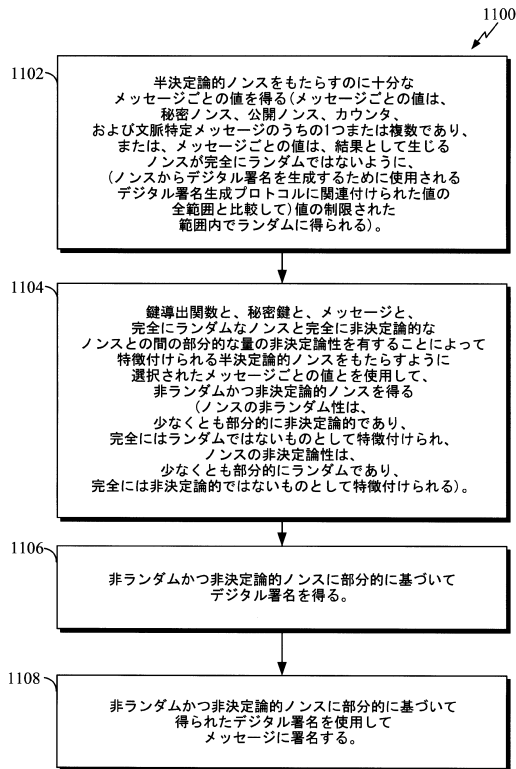 1100
1102
半決定論的ノンスをもたらすのに十分な
メッセージごとの値を得る(メッセージごとの値は、
秘密ノンス、公開ノンス、カウンタ、
および文脈特定メッセージのうちの1つまたは複数であり、
または、メッセージごとの値は、結果として生じる
ノンスが完全にランダムではないように、
(ノンスからデジタル署名を生成するために使用される
デジタル署名生成プロトコルに関連付けられた値の
全範囲と比較して)値の制限された
範囲内でランダムに得られる)。
1104
鍵導出関数と、秘密鍵と、メッセージと、
完全にランダムなノンスと完全に非決定論的な
ノンスとの間の部分的な量の非決定論性を有することによって
特徴付けられる半決定論的ノンスをもたらすように
選択されたメッセージごとの値とを使用して、
非ランダムかつ非決定論的ノンスを得る
(ノンスの非ランダム性は、
少なくとも部分的に非決定論的であり、
完全にはランダムではないものとして特徴付けられ、
ノンスの非決定論性は、
少なくとも部分的にランダムであり、
完全には非決定論的ではないものとして特徴付けられる)。
1106
非ランダムかつ非決定論的ノンスに部分的に基づいて
デジタル署名を得る。
1108
非ランダムかつ非決定論的ノンスに部分的に基づいて
得られたデジタル署名を使用して
メッセージに署名する。